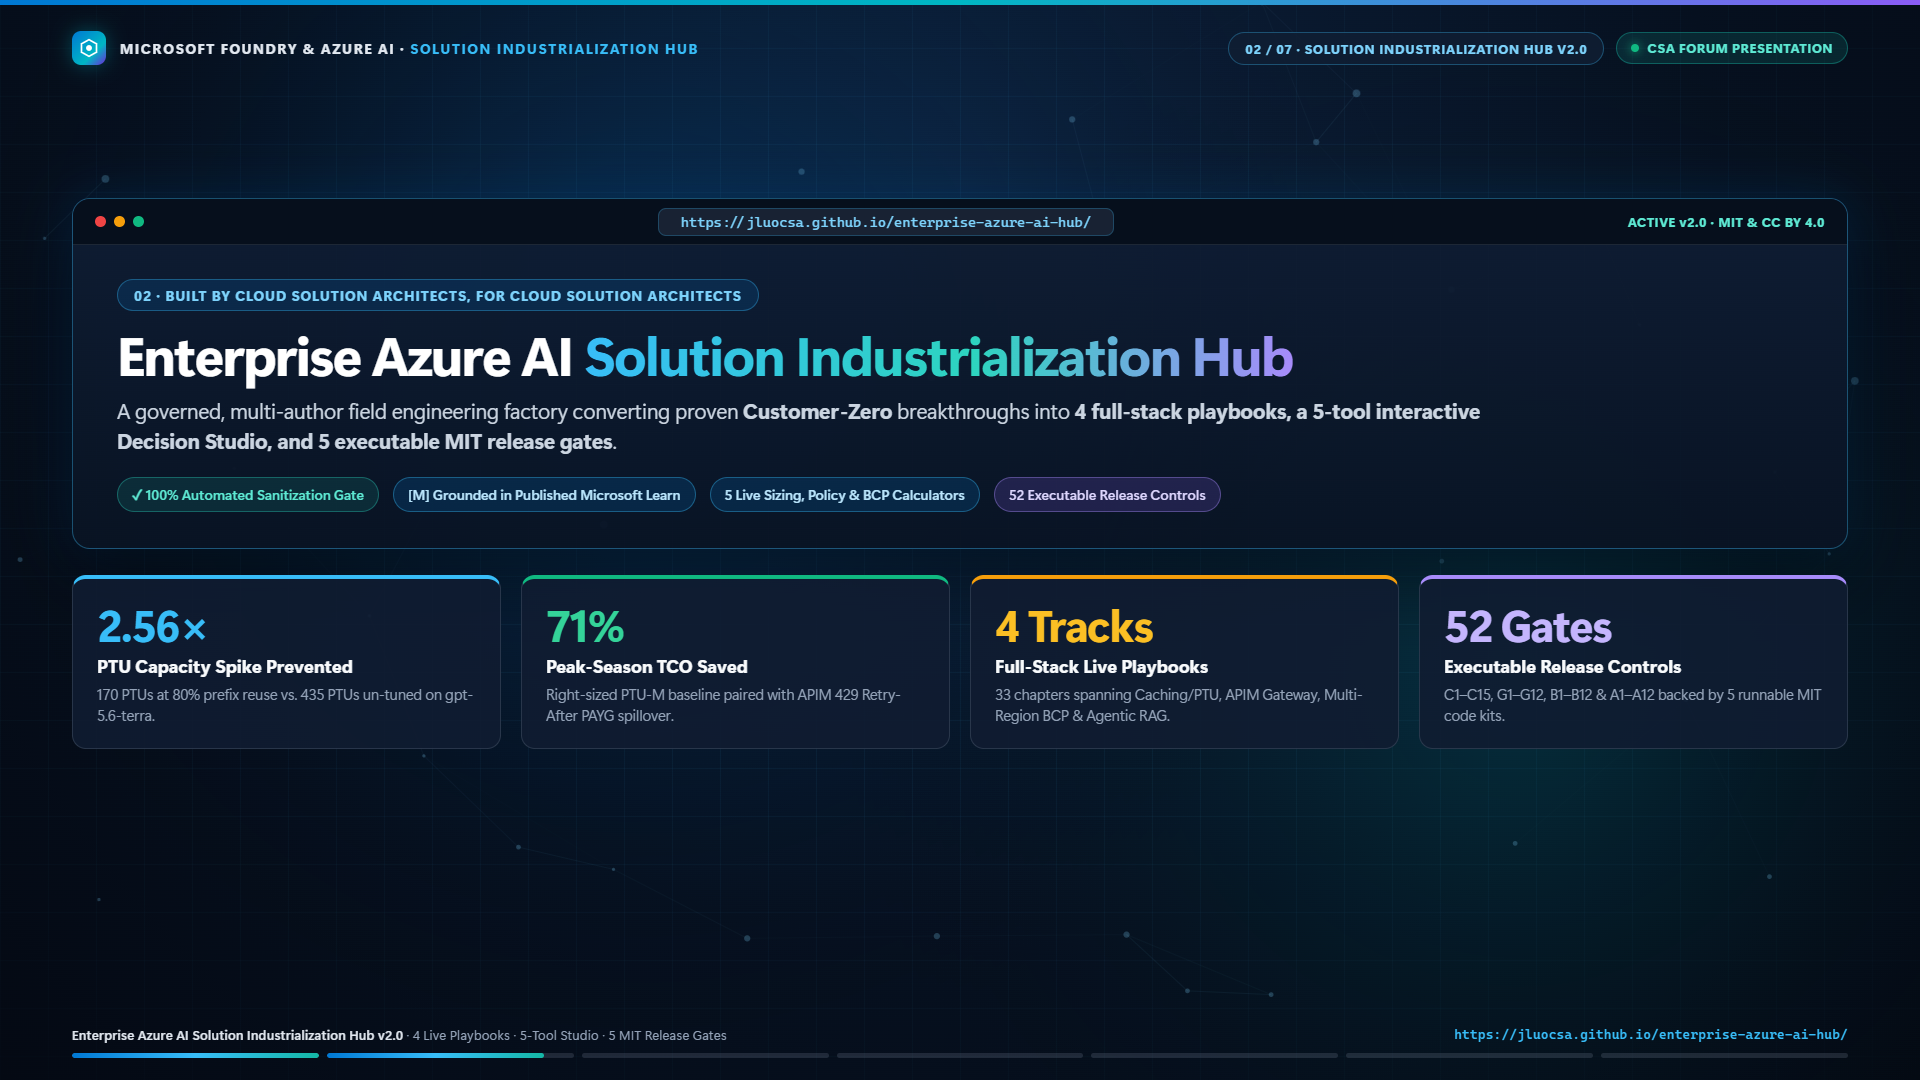 MICROSOFT FOUNDRY & AZURE AI · SOLUTION INDUSTRIALIZATION HUB
02 / 07 · SOLUTION INDUSTRIALIZATION HUB V2.0
CSA FORUM PRESENTATION
https://jluocsa.github.io/enterprise-azure-ai-hub/
ACTIVE v2.0 · MIT & CC BY 4.0
02 · BUILT BY CLOUD SOLUTION ARCHITECTS, FOR CLOUD SOLUTION ARCHITECTS
Enterprise Azure AI Solution Industrialization Hub
A governed, multi-author field engineering factory converting proven Customer-Zero breakthroughs into 4 full-stack playbooks, a 5-tool interactive
Decision Studio, and 5 executable MIT release gates.
✓ 100% Automated Sanitization Gate
[M] Grounded in Published Microsoft Learn
5 Live Sizing, Policy & BCP Calculators
52 Executable Release Controls
2.56×
PTU Capacity Spike Prevented
170 PTUs at 80% prefix reuse vs. 435 PTUs un-tuned on gpt-
5.6-terra.
71%
Peak-Season TCO Saved
Right-sized PTU-M baseline paired with APIM 429 Retry-
After PAYG spillover.
4 Tracks
Full-Stack Live Playbooks
33 chapters spanning Caching/PTU, APIM Gateway, Multi-
Region BCP & Agentic RAG.
52 Gates
Executable Release Controls
C1–C15, G1–G12, B1–B12 & A1–A12 backed by 5 runnable MIT
code kits.
Enterprise Azure AI Solution Industrialization Hub v2.0 · 4 Live Playbooks · 5-Tool Studio · 5 MIT Release Gates
https://jluocsa.github.io/enterprise-azure-ai-hub/